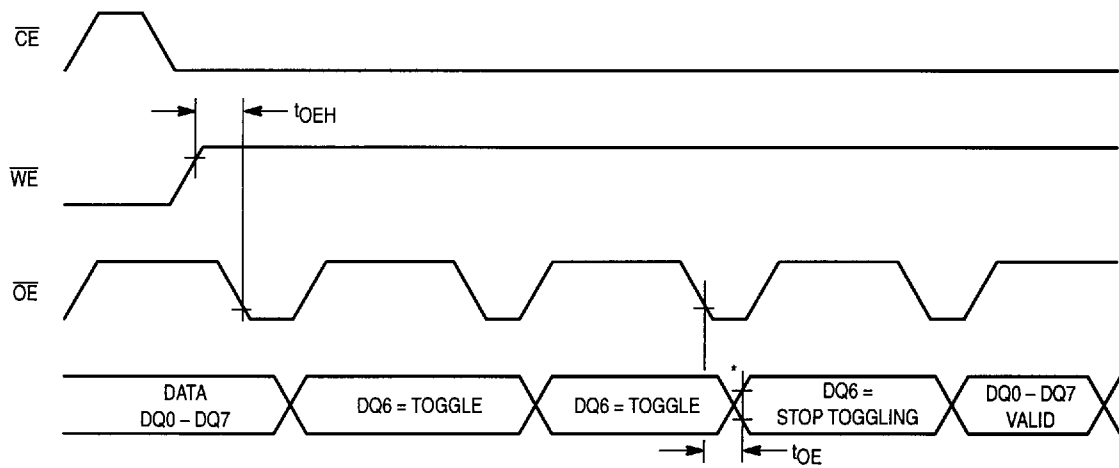 CE
tOEH
WE
OE
DATA
DQ0 – DQ7
DQ6 = TOGGLE
DQ6 = TOGGLE
*
DQ6 =
STOP TOGGLING
DQ0 – DQ7
VALID
tOE